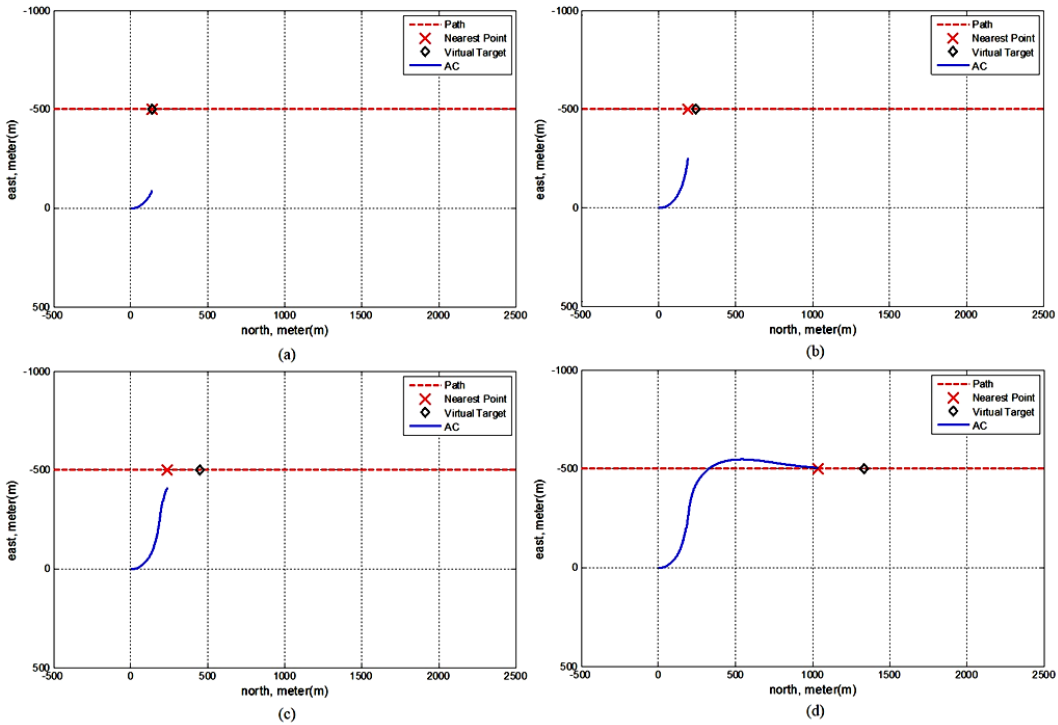 -1000
-500
0
500
-500
0
500
1000
1500
2000
2500
east, meter(m)
north, meter(m)
Path
Nearest Point
Virtual Target
AC
(a)
-1000
-500
0
500
-500
0
500
1000
1500
2000
2500
east, meter(m)
north, meter(m)
Path
Nearest Point
Virtual Target
AC
(b)
-1000
-500
0
500
-500
0
500
1000
1500
2000
2500
east, meter(m)
north, meter(m)
Path
Nearest Point
Virtual Target
AC
(c)
-1000
-500
0
500
-500
0
500
1000
1500
2000
2500
east, meter(m)
north, meter(m)
Path
Nearest Point
Virtual Target
AC
(d)